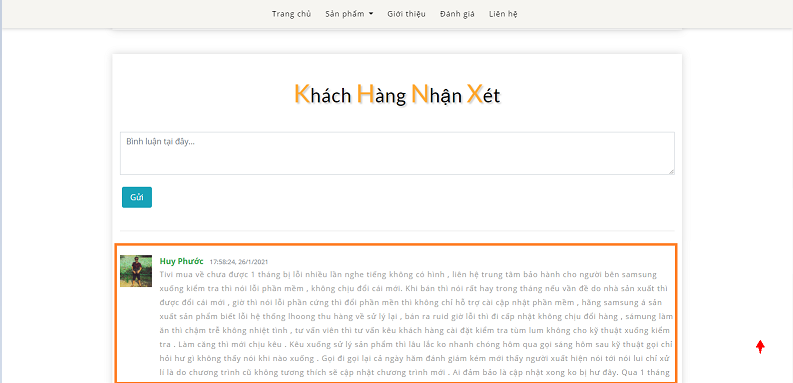 Trang chủ Sản phẩm Giới thiệu Đánh giá Liên hệ
Khách Hàng Nhận Xét
Bình luận tại đây...
Gửi
Huy Phước 17:58:24, 26/1/2021
Tivi mua về chưa được 1 tháng bị lỗi nhiều lần nghe tiếng không có hình , liên hệ trung tâm bảo hành cho người bên samsung
xuống kiểm tra thì nói lỗi phần mềm , không chịu đổi cái mới. Khi bán thì nói rất hay trong tháng nếu vấn đề do nhà sản xuất thì
được đổi cái mới , giờ thì nói lỗi phần cứng thì đổi phần mền thì không chỉ hỗ trợ cài cập nhật phần mềm , hãng samsung á sản
xuất sản phẩm biết lỗi hệ thống lhoong thu hàng về sử lý lại , bán ra ruid giờ lỗi thì đi cấp nhật không chịu đổi hàng , sámung làm
ăn thì chậm trễ không nhiệt tình , tư vấn viên thì tư vấn kêu khách hàng cài đặt kiểm tra tùm lum không cho kỹ thuật xuống kiểm
tra . Làm căng thì mới chịu kêu . Kêu xuống sử lý sản phẩm thì lâu lắc ko nhanh chóng hôm qua gọi sáng hôm sau kỹ thuật gọi chỉ
hỏi hư gì không thấy nói khi nào xuống . Gọi đi gọi lại cả ngày hăm đánh giám kém mới thấy người xuất hiện nói tới nói lui chỉ xử
lí là do chương trình cũ không tương thích sẽ cập nhật chương trình mới . Ai đảm bảo là cập nhật xong ko bị hư đây. Qua 1 tháng